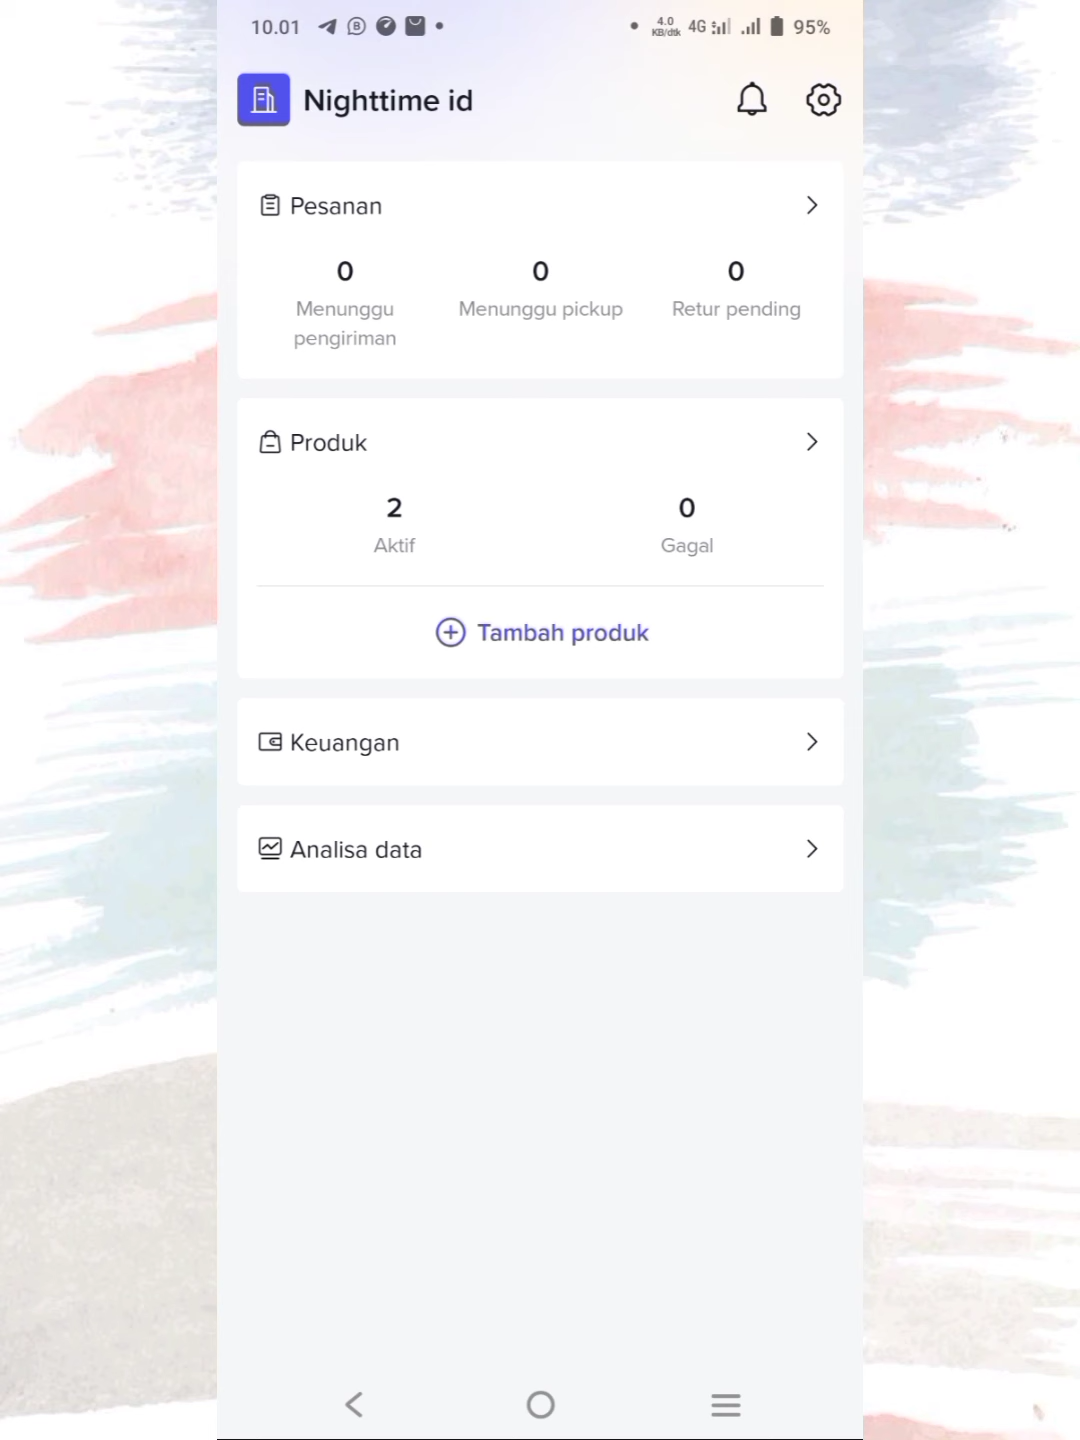 10.01
4.0
KB/dtk
4G
95%
Nighttime id
Pesanan
0
0
0
Menunggu pengiriman
Menunggu pickup
Retur pending
Produk
2
0
Aktif
Gagal
Tambah produk
Keuangan
Analisa data